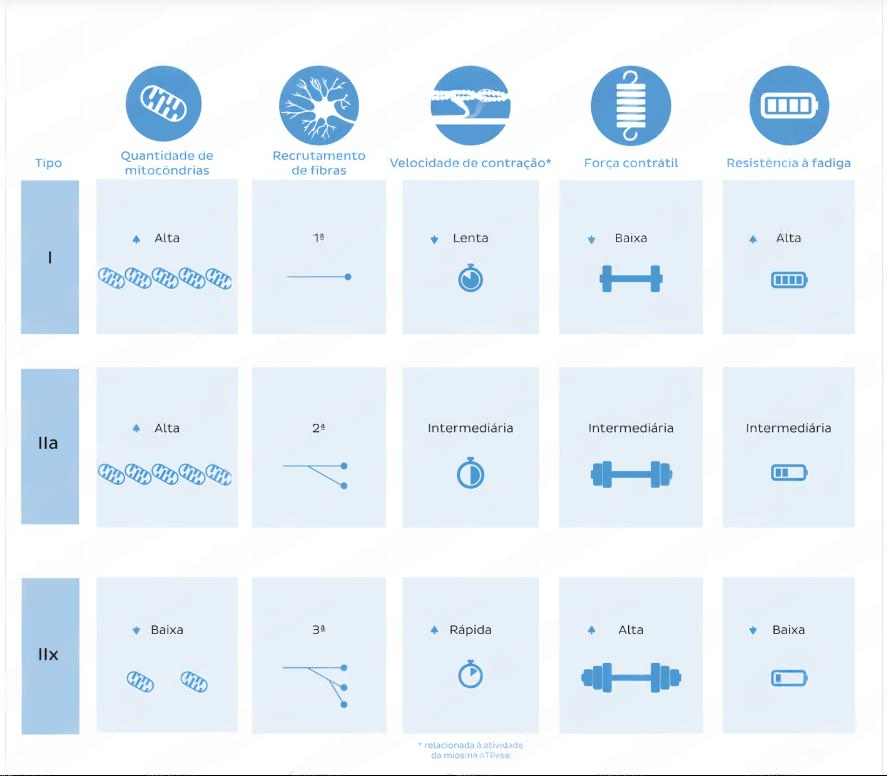 Tipo
Quantidade de
mitocôndrias
Recrutamento
de fibras
Velocidade de contração*
Força contrátil
Resistência à fadiga
I
Alta
1ª
Lenta
Baixa
Alta
IIa
Alta
2ª
Intermediária
Intermediária
Intermediária
IIx
Baixa
3ª
Rápida
Alta
Baixa
* relacionada à atividade
da miosina ATPase